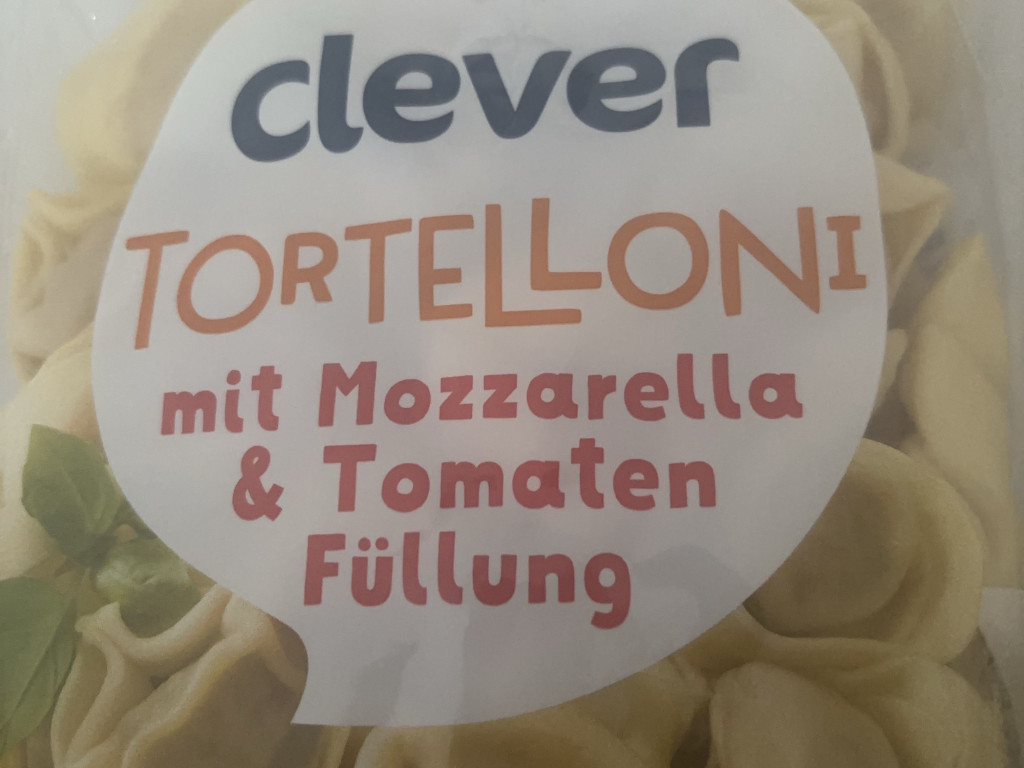 clever
TORTELLONI
mit Mozzarella
& Tomaten
Füllung